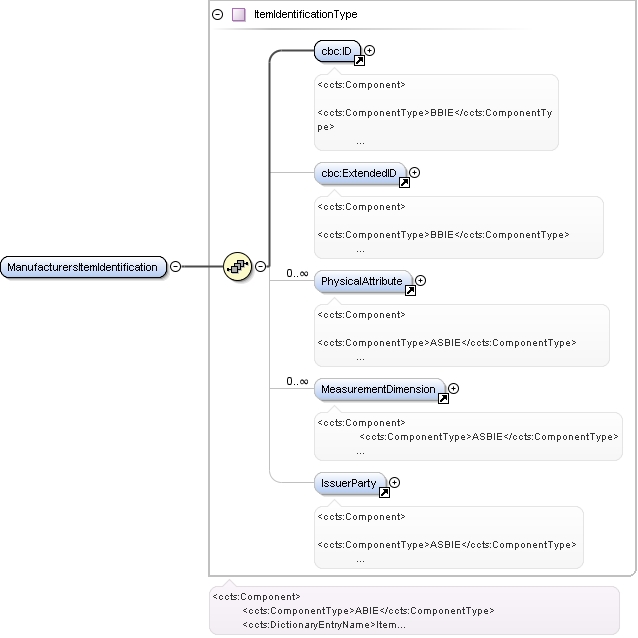 ItemIdentificationType
cbc:ID
<ccts:Component>
<ccts:ComponentType>BBIE</ccts:ComponentTy
pe>
...
cbc:ExtendedID
<ccts:Component>
<ccts:ComponentType>BBIE</ccts:ComponentType>
...
ManufacturersItemIdentification
0..∞
PhysicalAttribute
<ccts:Component>
<ccts:ComponentType>ASBIE</ccts:ComponentType>
...
0..∞
MeasurementDimension
<ccts:Component>
<ccts:ComponentType>ASBIE</ccts:ComponentType>
...
IssuerParty
<ccts:Component>
<ccts:ComponentType>ASBIE</ccts:ComponentType>
...
<ccts:Component>
<ccts:ComponentType>ABIE</ccts:ComponentType>
<ccts:DictionaryEntryName>Item...